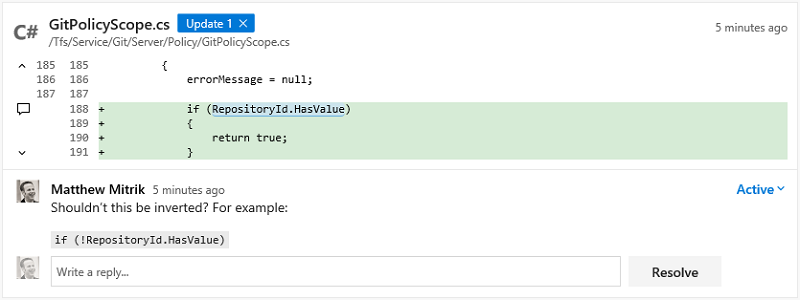 C# GitPolicyScope.cs Update 1 × 5 minutes ago
/Tfs/Service/Git/Server/Policy/GitPolicyScope.cs
185 185 {
186 186 errorMessage = null;
187 187
188 + if (RepositoryId.HasValue)
189 + {
190 + return true;
191 + }
Matthew Mitrik 5 minutes ago Active
Shouldn't this be inverted? For example:
if (!RepositoryId.HasValue)
Write a reply... Resolve